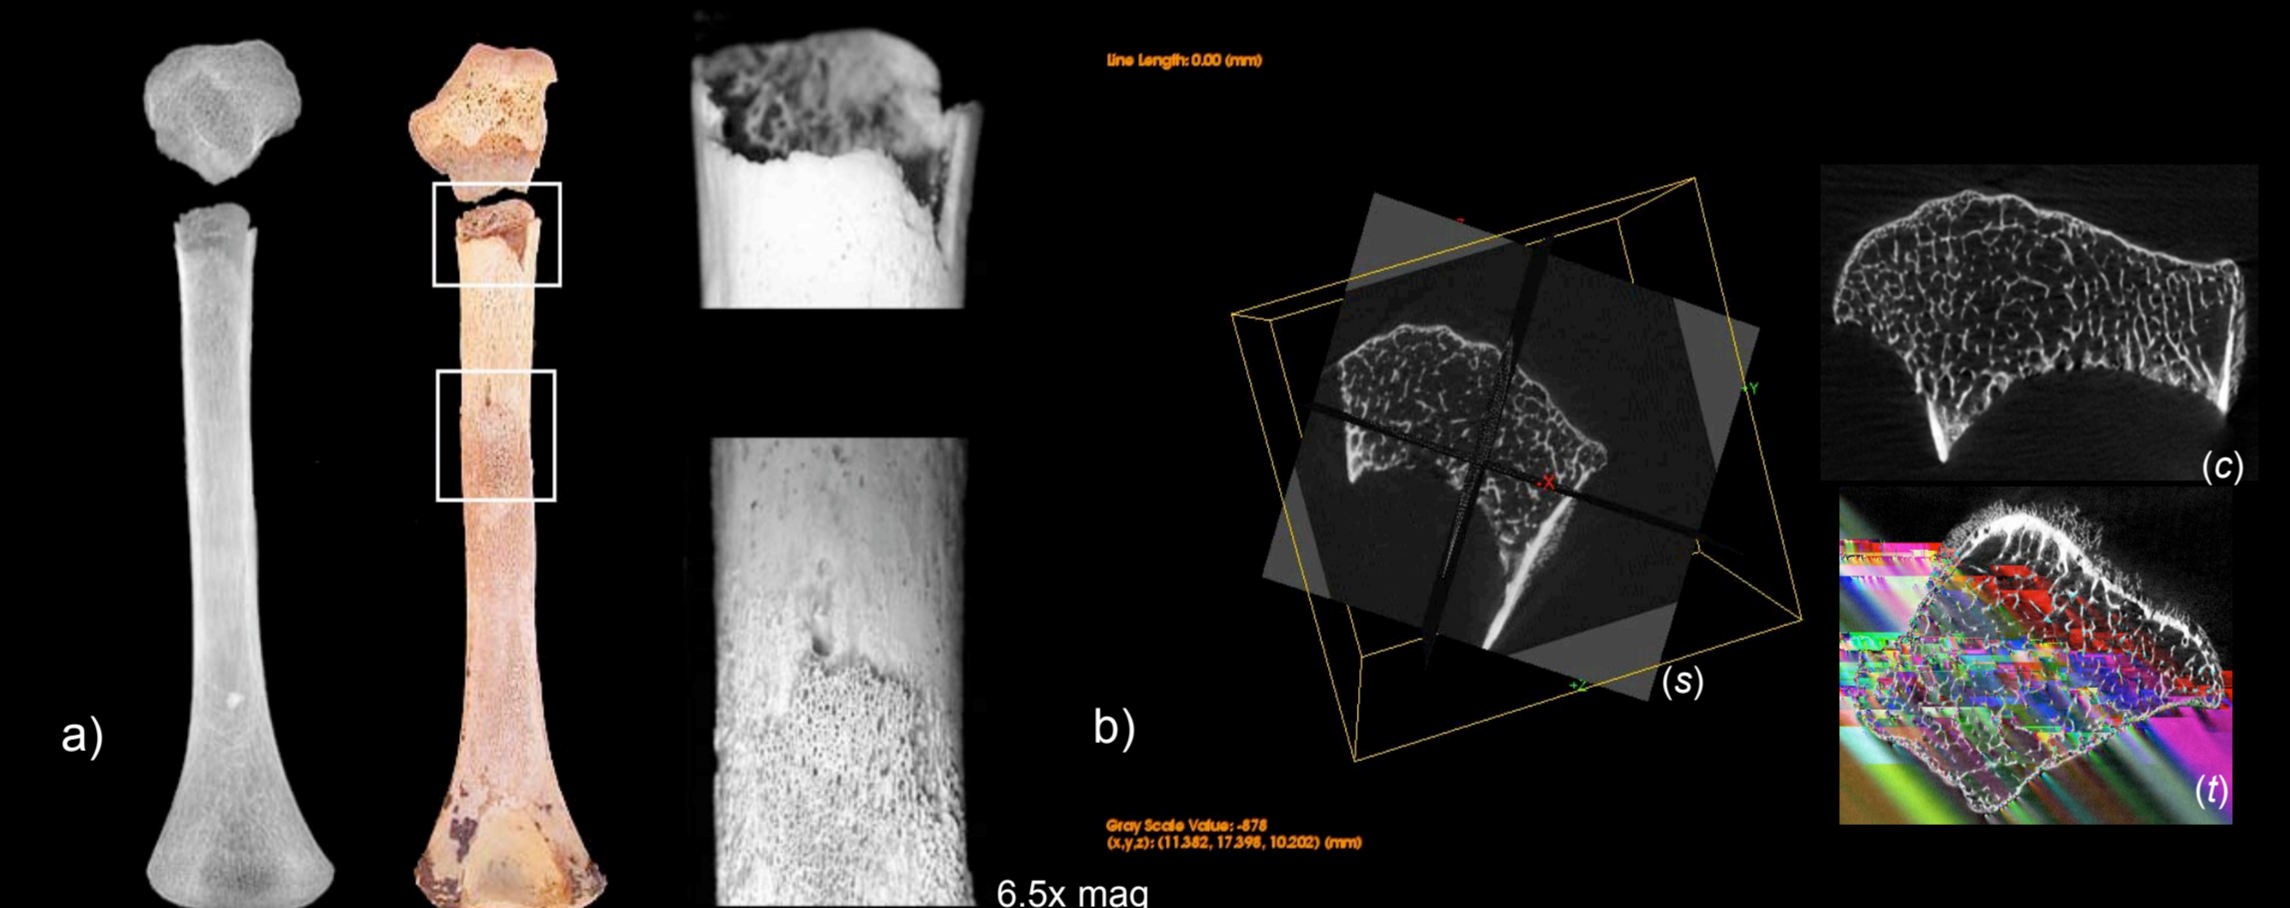 Line Length: 0.00 (mm)
+Y
-X
(c)
+Z
(s)
a)
b)
(t)
Gray Scale Value: -878
(x,y,z): (11.382, 17.398, 10.202) (mm)
6.5x mag